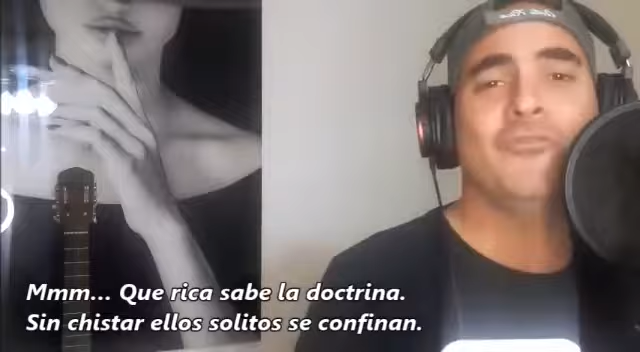 Mmm... Que rica sabe la doctrina.
Sin chistar ellos solitos se confinan.